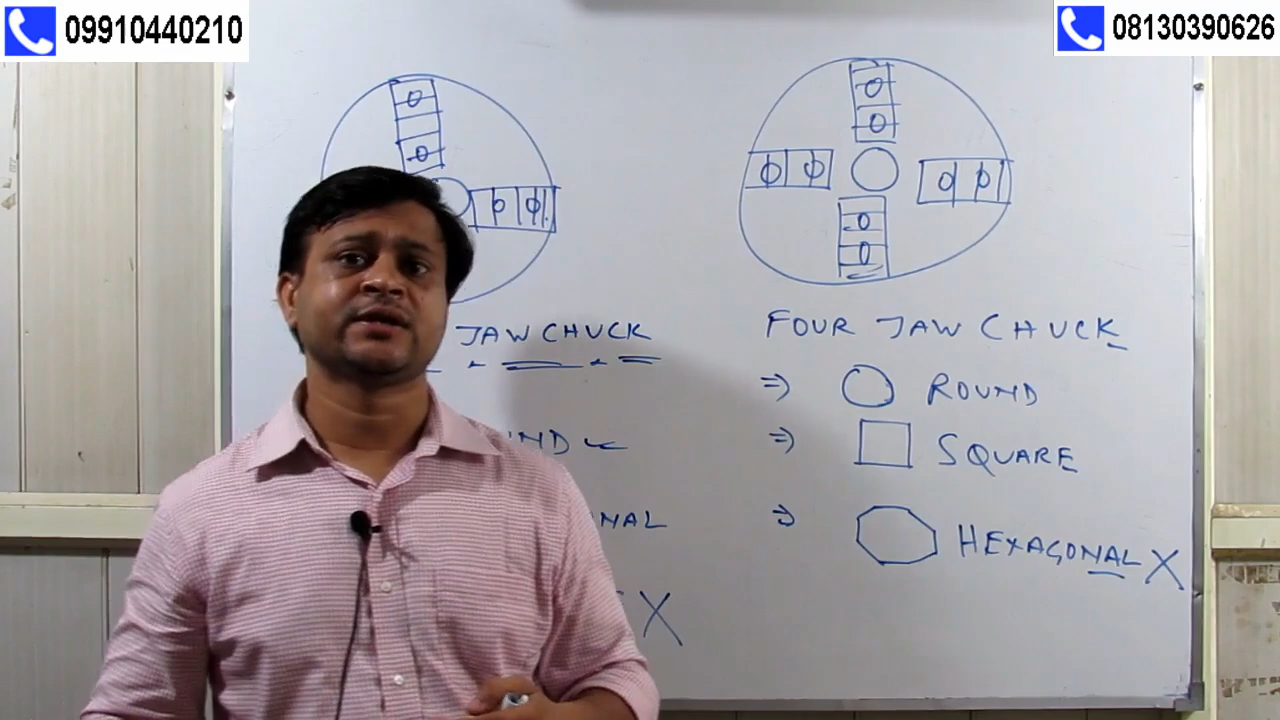 09910440210
08130390626
JAW CHUCK
FOUR JAW CHUCK
⇒ ROUND
⇒ SQUARE
⇒ HEXAGONAL X
X